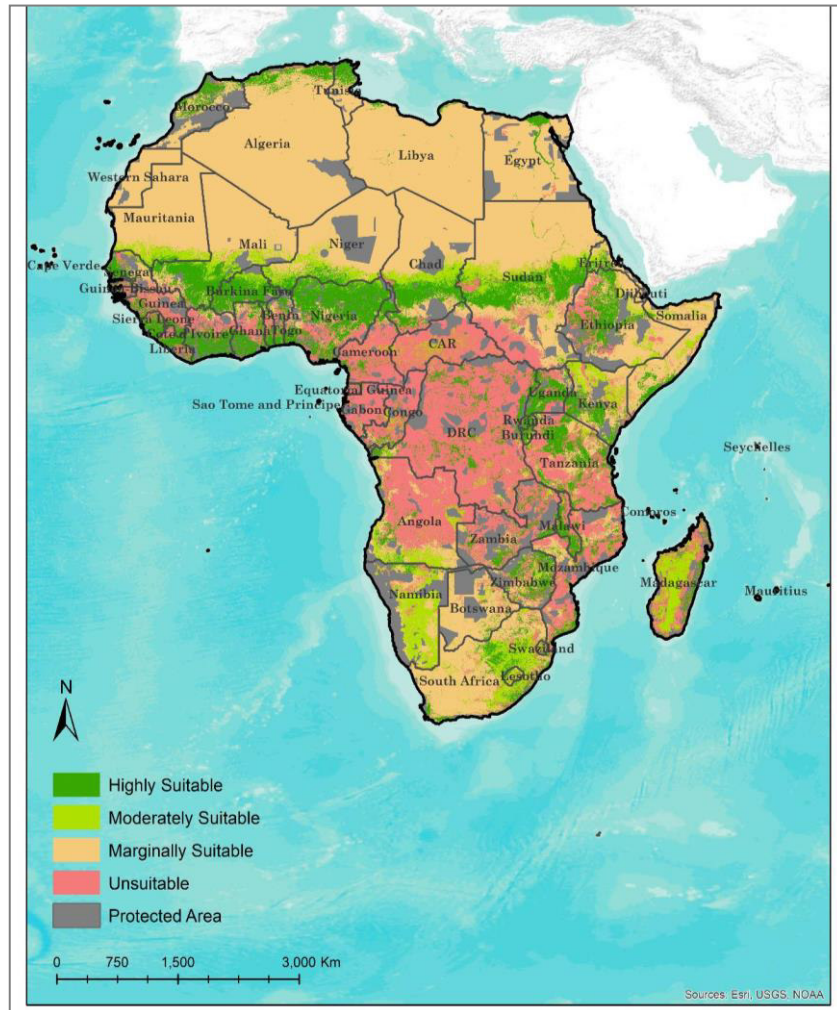 Morocco
Tunisia
Algeria
Libya
Egypt
Western Sahara
Mauritania
Mali
Niger
Chad
Sudan
Eritrea
Cape Verde
Senegal
Guinea Bissau
Burkina Faso
Djibouti
Guinea
Benin
Nigeria
Somalia
Sierra Leone
Cote d'Ivoire
Ghana
Togo
Ethiopia
Liberia
Cameroon
CAR
Equatorial Guinea
Uganda
Kenya
Sao Tome and Principe
Gabon
Congo
Rwanda
DRC
Burundi
Seychelles
Tanzania
Comoros
Angola
Malawi
Zambia
Mozambique
Zimbabwe
Madagascar
Mauritius
Namibia
Botswana
Swaziland
South Africa
Lesotho
N
Highly Suitable
Moderately Suitable
Marginally Suitable
Unsuitable
Protected Area
0 750 1,500 3,000 Km
Sources: Esri, USGS, NOAA